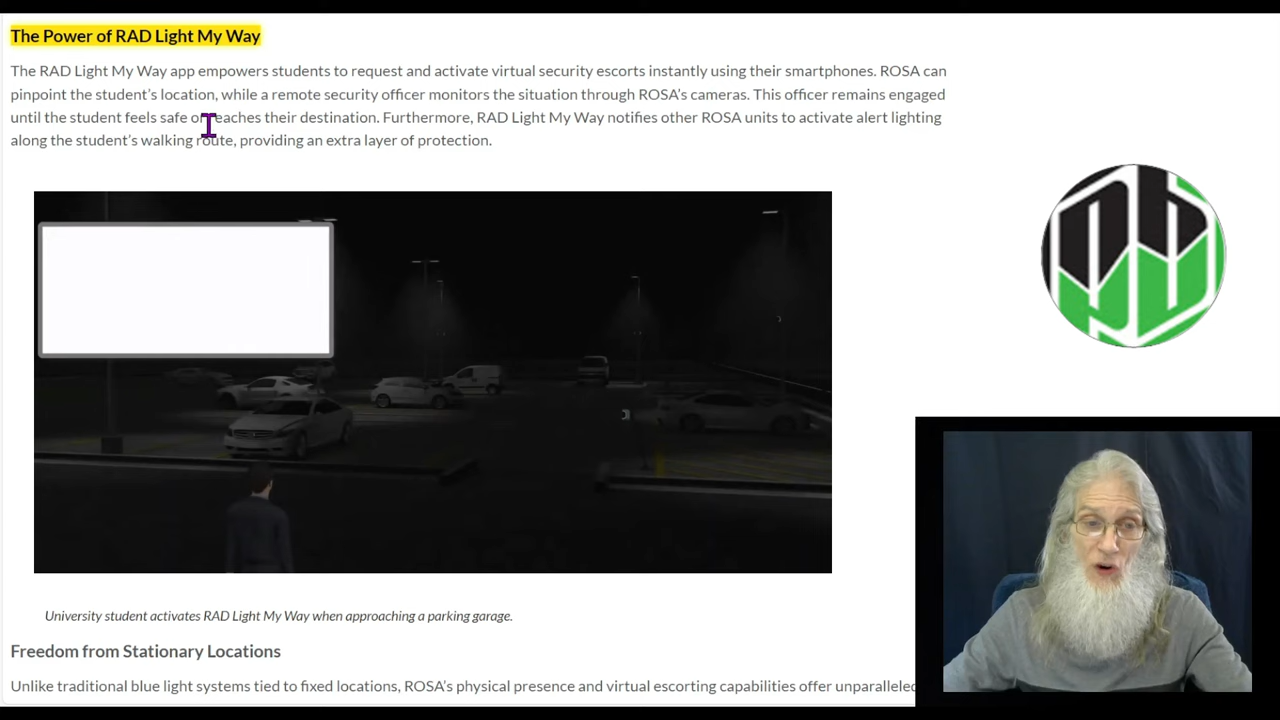 The Power of RAD Light My Way
The RAD Light My Way app empowers students to request and activate virtual security escorts instantly using their smartphones. ROSA can
pinpoint the student's location, while a remote security officer monitors the situation through ROSA's cameras. This officer remains engaged
until the student feels safe or reaches their destination. Furthermore, RAD Light My Way notifies other ROSA units to activate alert lighting
along the student's walking route, providing an extra layer of protection.
University student activates RAD Light My Way when approaching a parking garage.
Freedom from Stationary Locations
Unlike traditional blue light systems tied to fixed locations, ROSA's physical presence and virtual escorting capabilities offer unparalleled